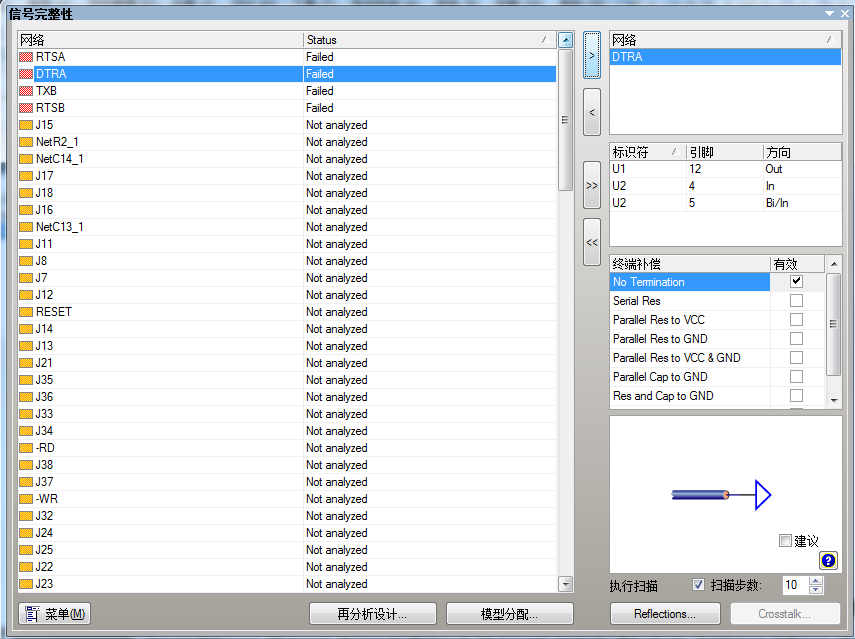 信号完整性
网络 Status
RTSA Failed
DTRA Failed
TXB Failed
RTSB Failed
J15 Not analyzed
NetR2_1 Not analyzed
NetC14_1 Not analyzed
J17 Not analyzed
J18 Not analyzed
J16 Not analyzed
NetC13_1 Not analyzed
J11 Not analyzed
J8 Not analyzed
J7 Not analyzed
J12 Not analyzed
RESET Not analyzed
J14 Not analyzed
J13 Not analyzed
J21 Not analyzed
J35 Not analyzed
J36 Not analyzed
J33 Not analyzed
J34 Not analyzed
-RD Not analyzed
J38 Not analyzed
J37 Not analyzed
-WR Not analyzed
J32 Not analyzed
J24 Not analyzed
J25 Not analyzed
J22 Not analyzed
J23 Not analyzed
菜单(M)
再分析设计...
模型分配...
>
<
>>
<<
网络
DTRA
标识符 引脚 方向
U1 12 Out
U2 4 In
U2 5 Bi/In
终端补偿 有效
No Termination
Serial Res
Parallel Res to VCC
Parallel Res to GND
Parallel Res to VCC & GND
Parallel Cap to GND
Res and Cap to GND
建议
?
执行扫描 扫描步数: 10
Reflections... Crosstalk...